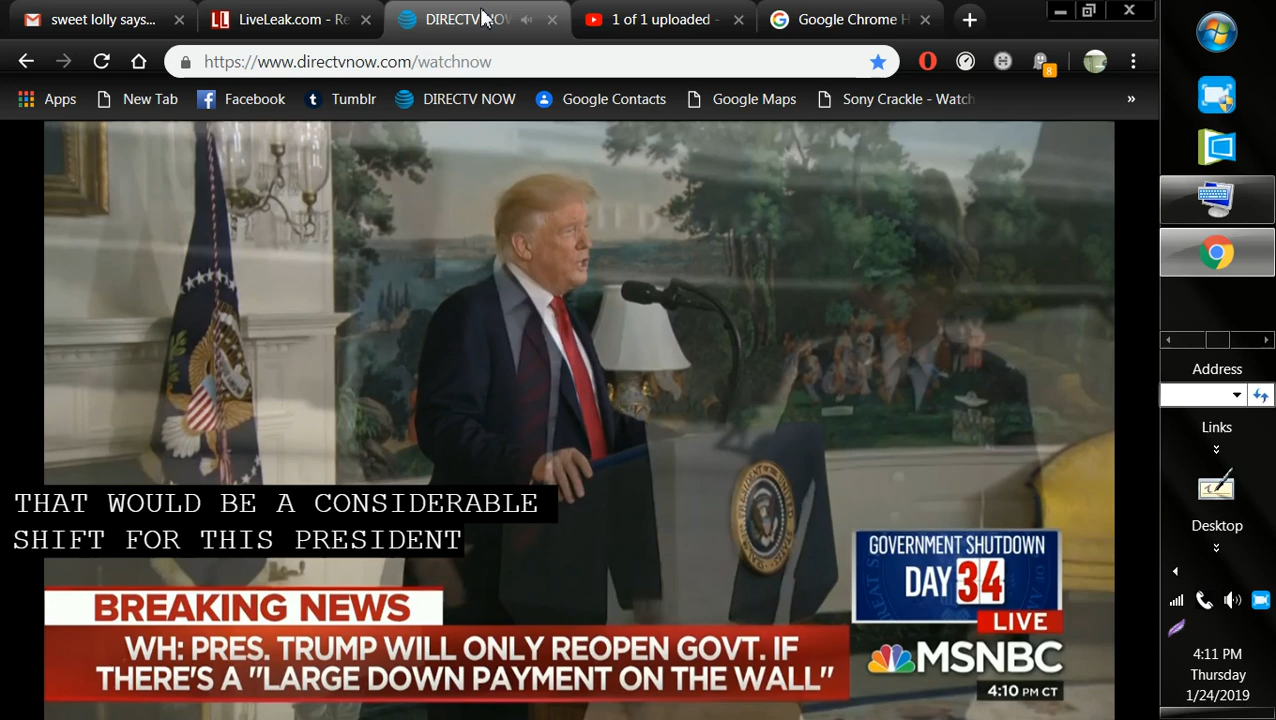 sweet lolly says...
LiveLeak.com - Re
DIRECTV NOW
1 of 1 uploaded -
Google Chrome H
https://www.directvnow.com/watchnow
8
Apps
New Tab
Facebook
Tumblr
DIRECTV NOW
Google Contacts
Google Maps
Sony Crackle - Watch
»
THAT WOULD BE A CONSIDERABLE
SHIFT FOR THIS PRESIDENT
GOVERNMENT SHUTDOWN
DAY 34
LIVE
BREAKING NEWS
WH: PRES. TRUMP WILL ONLY REOPEN GOVT. IF
THERE'S A "LARGE DOWN PAYMENT ON THE WALL"
MSNBC
4:10 PM CT
Address
Links
Desktop
4:11 PM
Thursday
1/24/2019